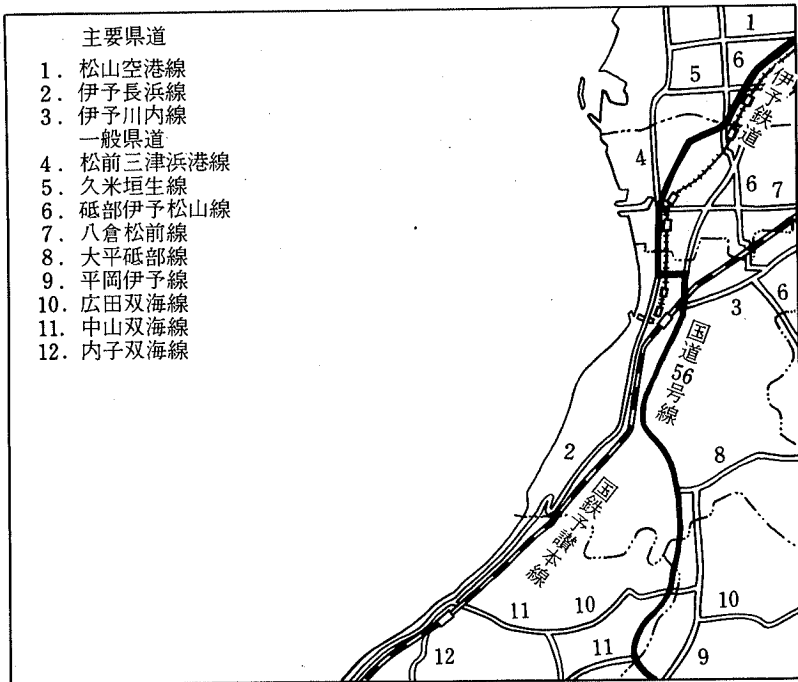 主要県道
1. 松山空港線
2. 伊予長浜線
3. 伊予川内線
一般県道
4. 松前三津浜港線
5. 久米垣生線
6. 砥部伊予松山線
7. 八倉松前線
8. 大平砥部線
9. 平岡伊予線
10. 広田双海線
11. 中山双海線
12. 内子双海線
1
6
5
伊予鉄道
4
6
7
3
6
国道56号線
2
8
国鉄予讃本線
11
10
10
12
11
9